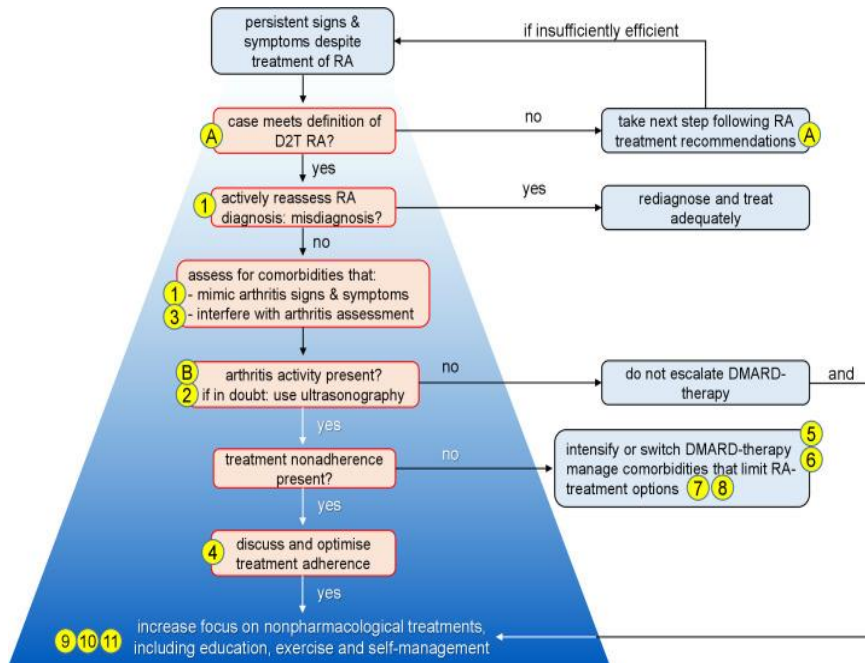 persistent signs &
symptoms despite
treatment of RA
if insufficiently efficient
A
case meets definition of
D2T RA?
no
take next step following RA
treatment recommendations
A
yes
1
actively reassess RA
diagnosis: misdiagnosis?
yes
rediagnose and treat
adequately
no
assess for comorbidities that:
1
- mimic arthritis signs & symptoms
3
- interfere with arthritis assessment
B
arthritis activity present?
2
if in doubt: use ultrasonography
no
do not escalate DMARD-
therapy
and
yes
treatment nonadherence
present?
no
intensify or switch DMARD-therapy
5
manage comorbidities that limit RA-
6
treatment options
7 8
yes
4
discuss and optimise
treatment adherence
yes
9 10 11
increase focus on nonpharmacological treatments,
including education, exercise and self-management